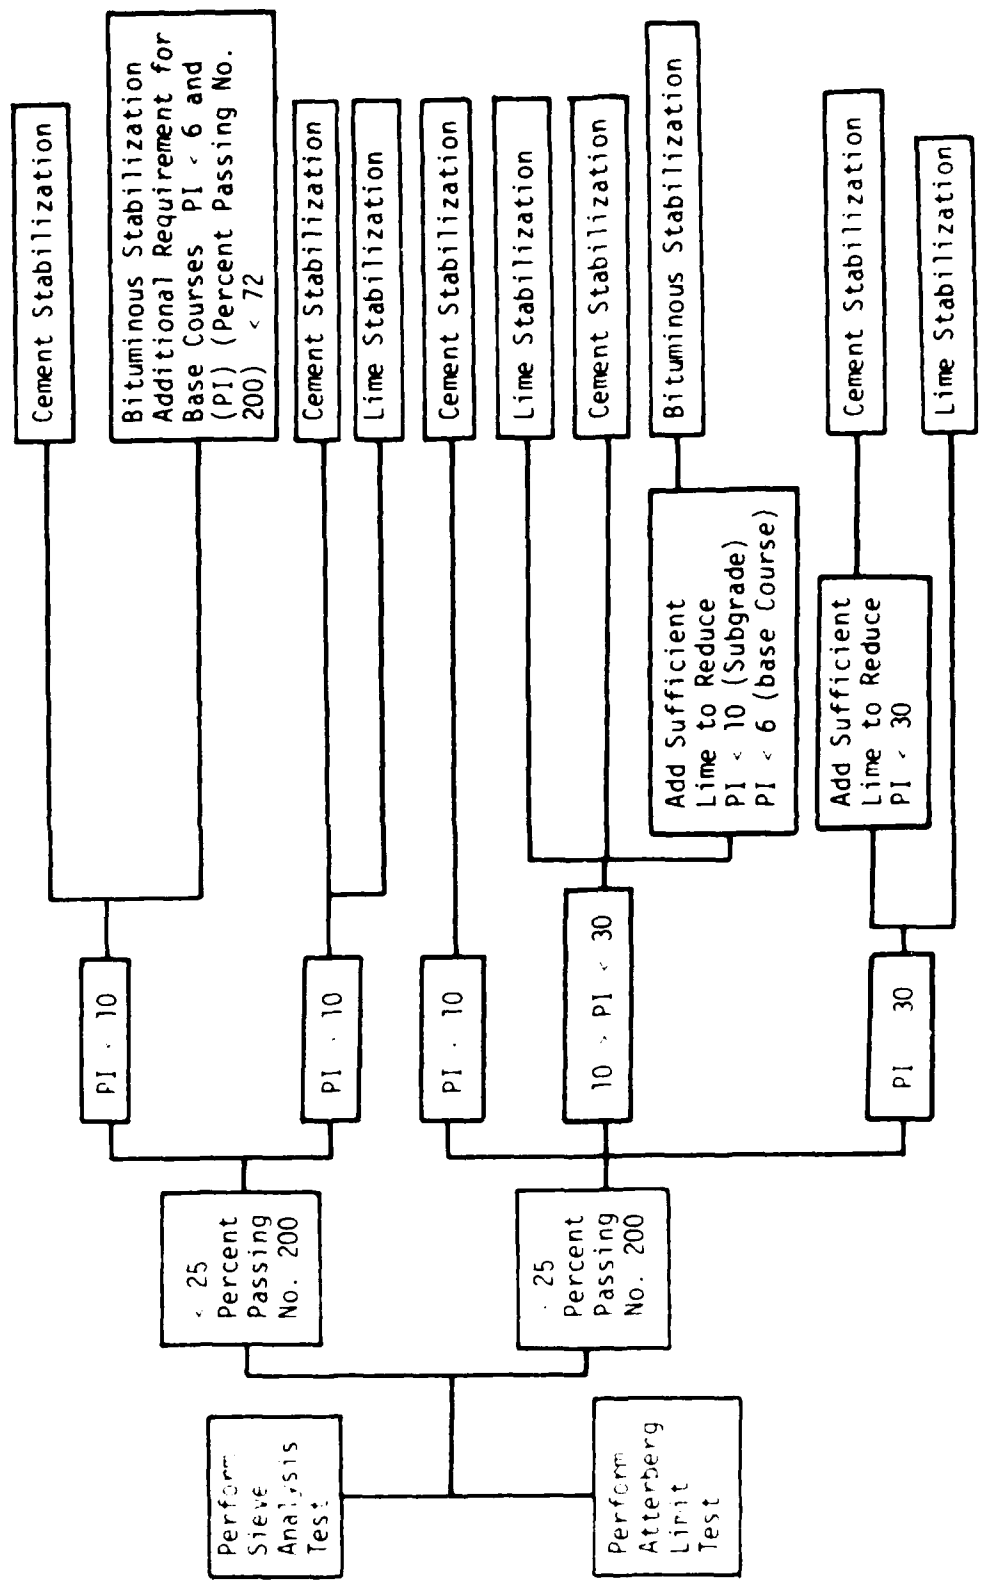 Perform
Sieve
Analysis
Test
Perform
Atterberg
Limit
Test
< 25
Percent
Passing
No. 200
25
Percent
Passing
No. 200
PI < 10
PI 10
PI 10
10 > PI < 30
PI 30
Add Sufficient
Lime to Reduce
PI < 10 (Subgrade)
PI < 6 (base Course)
Add Sufficient
Lime to Reduce
PI < 30
Cement Stabilization
Bituminous Stabilization
Additional Requirement for
Base Courses PI < 6 and
(PI) (Percent Passing No.
200) < 72
Cement Stabilization
Lime Stabilization
Cement Stabilization
Lime Stabilization
Cement Stabilization
Bituminous Stabilization
Cement Stabilization
Lime Stabilization